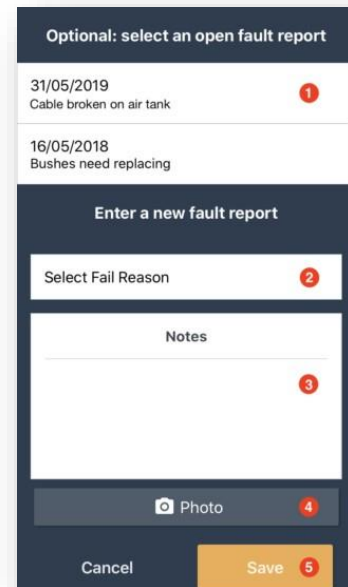 Optional: select an open fault report
31/05/2019
1
Cable broken on air tank
16/05/2018
Bushes need replacing
Enter a new fault report
Select Fail Reason 2
Notes
3
Photo 4
Cancel Save 5